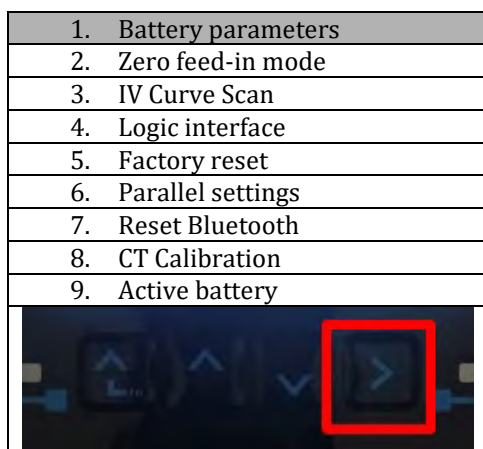 1. Battery parameters
2. Zero feed-in mode
3. IV Curve Scan
4. Logic interface
5. Factory reset
6. Parallel settings
7. Reset Bluetooth
8. CT Calibration
9. Active battery